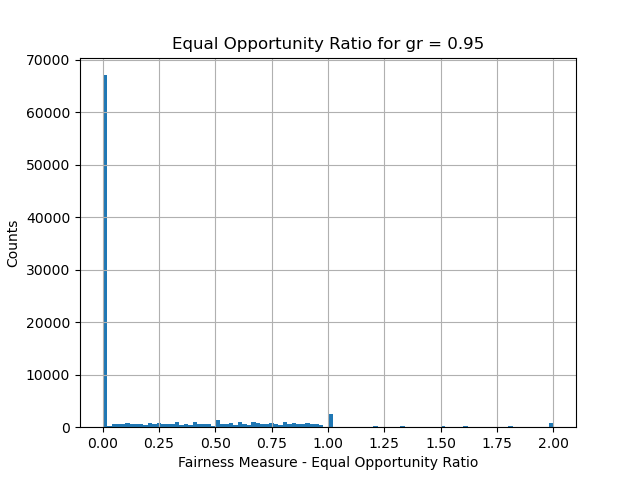 Equal Opportunity Ratio for gr = 0.95
70000
60000
50000
40000
30000
20000
10000
0
Counts
0.00 0.25 0.50 0.75 1.00 1.25 1.50 1.75 2.00
Fairness Measure - Equal Opportunity Ratio